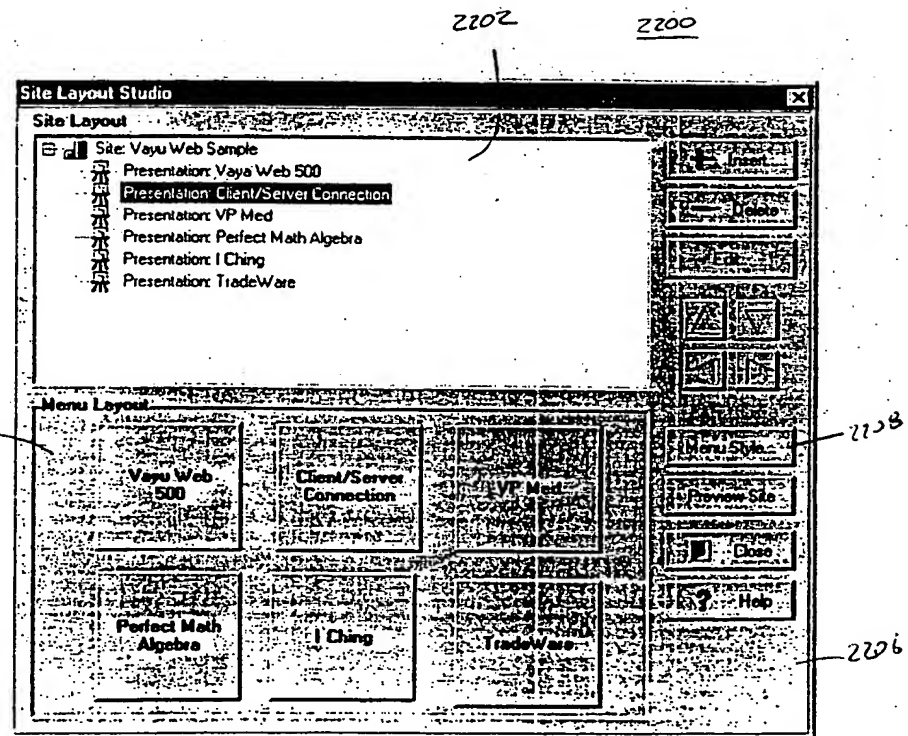 2202
2200
Site Layout Studio
Site Layout
Site: Vayu Web Sample
Presentation: Vaya Web 500
Presentation: Client/Server Connection
Presentation: VP Med
Presentation: Perfect Math Algebra
Presentation: I Ching
Presentation: TradeWare
Insert...
Delete
Edit
Menu Layout
Vayu Web
500
Client/Server
Connection
VP Med
Perfect Math
Algebra
I Ching
TradeWare
Menu Style...
Preview Site
Close
? Help
2208
2206